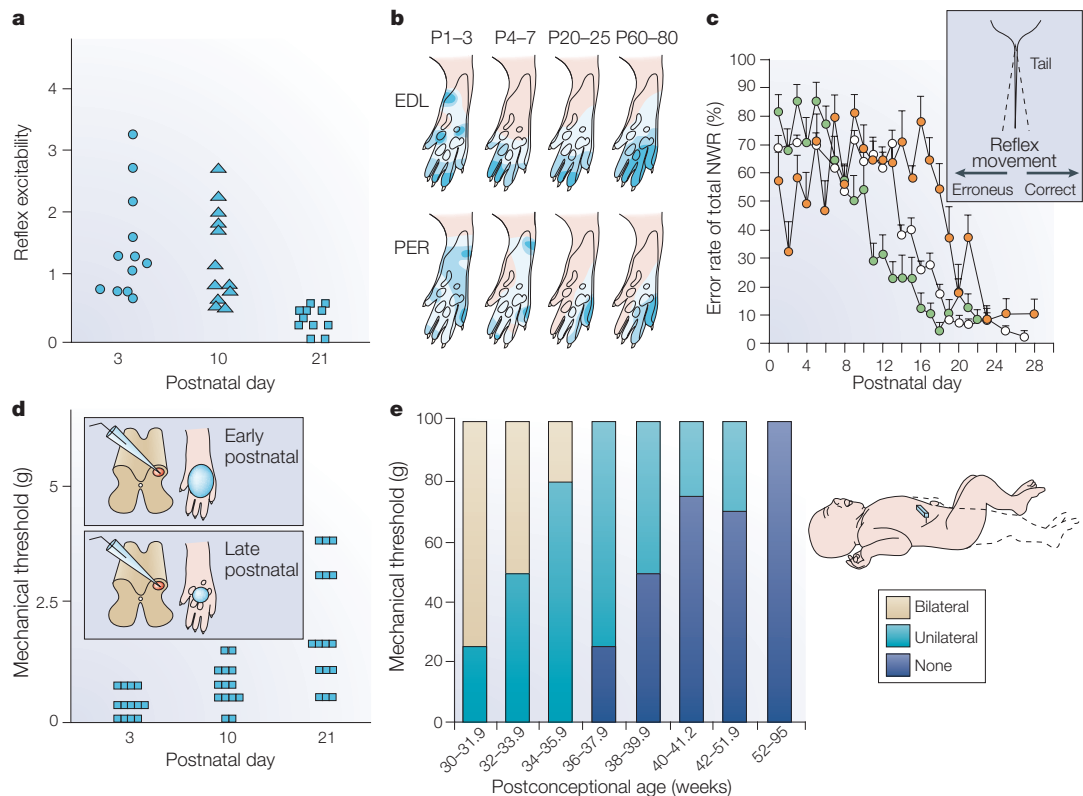 a
Reflex excitability
4
3
2
1
0
3
10
21
Postnatal day
b
P1–3 P4–7 P20–25 P60–80
EDL
PER
c
Error rate of total NWR (%)
100
90
80
70
60
50
40
30
20
10
0
0 4 8 12 16 20 24 28
Postnatal day
Tail
Reflex
movement
Erroneus Correct
d
Mechanical threshold (g)
5
2.5
0
3
10
21
Postnatal day
Early
postnatal
Late
postnatal
e
Mechanical threshold (g)
100
80
60
40
20
0
30–31.9
32–33.9
34–35.9
36–37.9
38–39.9
40–41.2
42–51.9
52–95
Postconceptional age (weeks)
Bilateral
Unilateral
None